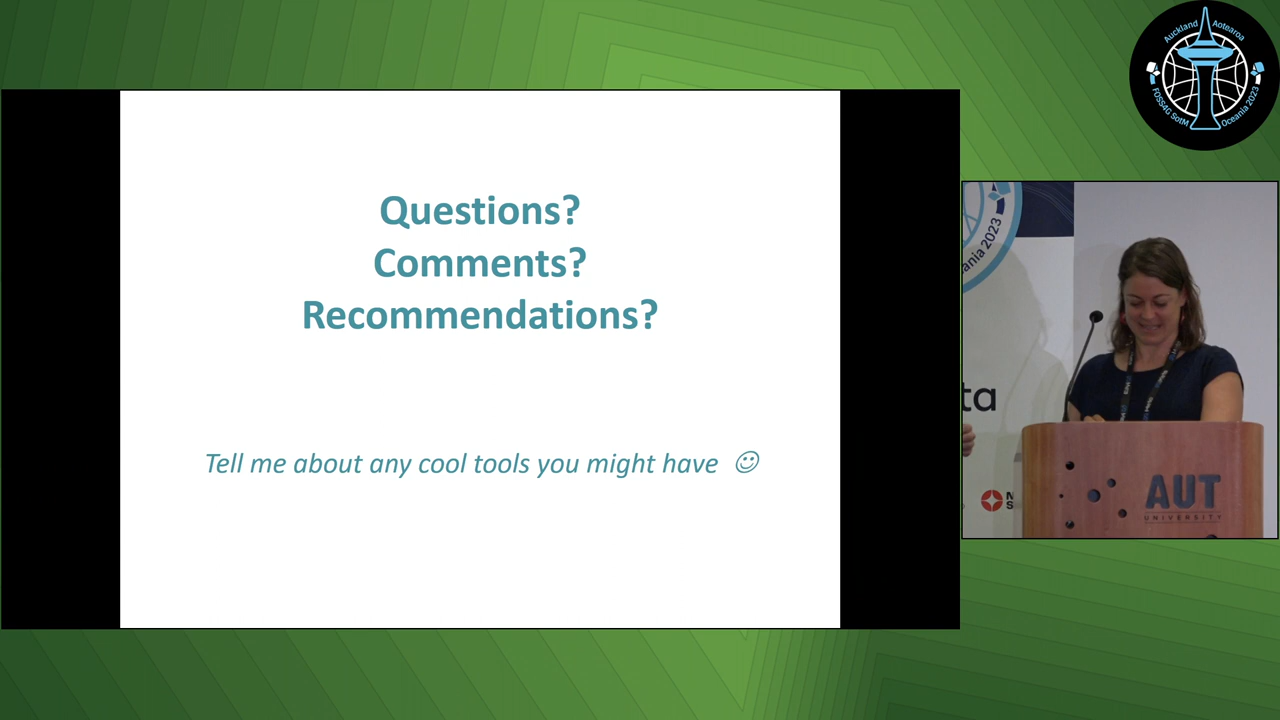 Questions?
Comments?
Recommendations?
Tell me about any cool tools you might have ☺
Auckland Aotearoa
FOSS4G SotM Oceania 2023
ania 2023
ta
AUT
UNIVERSITY